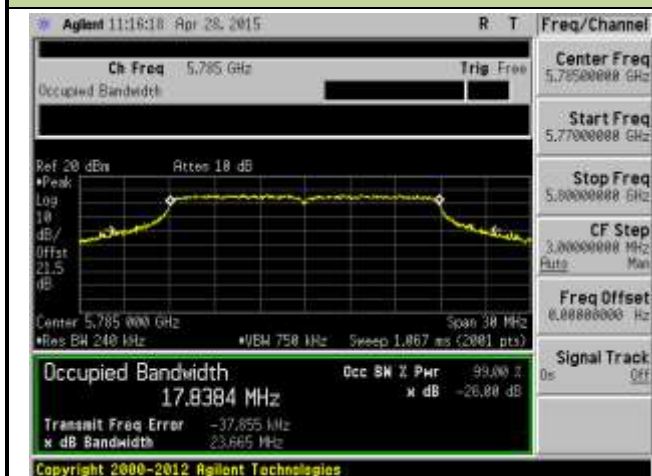 Agilent 11:16:18 Apr 28, 2015 R T
Freq/Channel
Ch Freq 5.785 GHz Trig Free
Occupied Bandwidth
Center Freq
5.78500000 GHz
Start Freq
5.77000000 GHz
Stop Freq
5.80000000 GHz
CF Step
3.00000000 MHz
Auto Man
Freq Offset
0.00000000 Hz
Signal Track
On Off
Ref 20 dBm Atten 10 dB
•Peak
Log
10
dB/
Offst
21.5
dB
Center 5.785 000 GHz Span 30 MHz
•Res BW 240 kHz •VBW 750 kHz Sweep 1.067 ms (2001 pts)
Occupied Bandwidth Occ BW % Pwr 99.00 %
17.8384 MHz x dB -26.00 dB
Transmit Freq Error -37.855 kHz
x dB Bandwidth 23.665 MHz
Copyright 2000-2012 Agilent Technologies